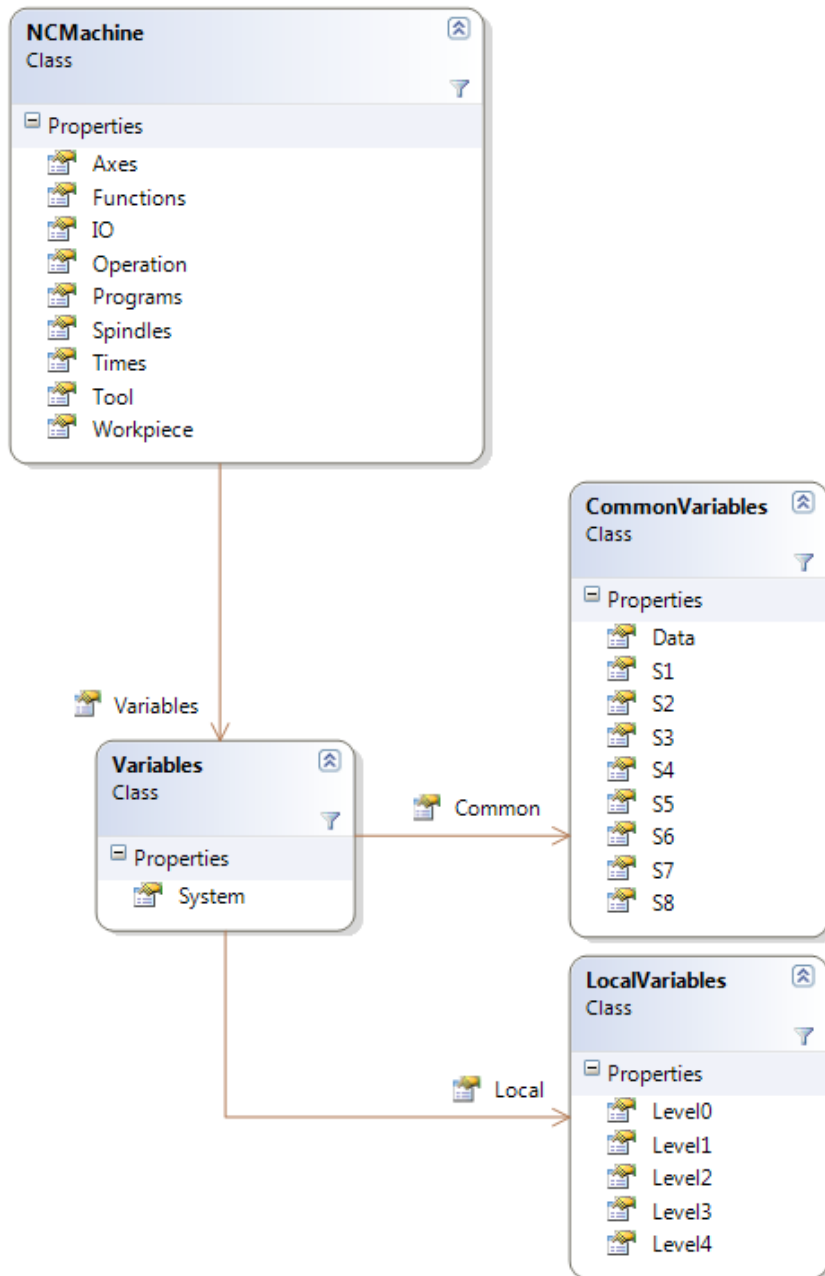 NCMachine
Class
Properties
Axes
Functions
IO
Operation
Programs
Spindles
Times
Tool
Workpiece
Variables
Variables
Class
Properties
System
Common
CommonVariables
Class
Properties
Data
S1
S2
S3
S4
S5
S6
S7
S8
Local
LocalVariables
Class
Properties
Level0
Level1
Level2
Level3
Level4